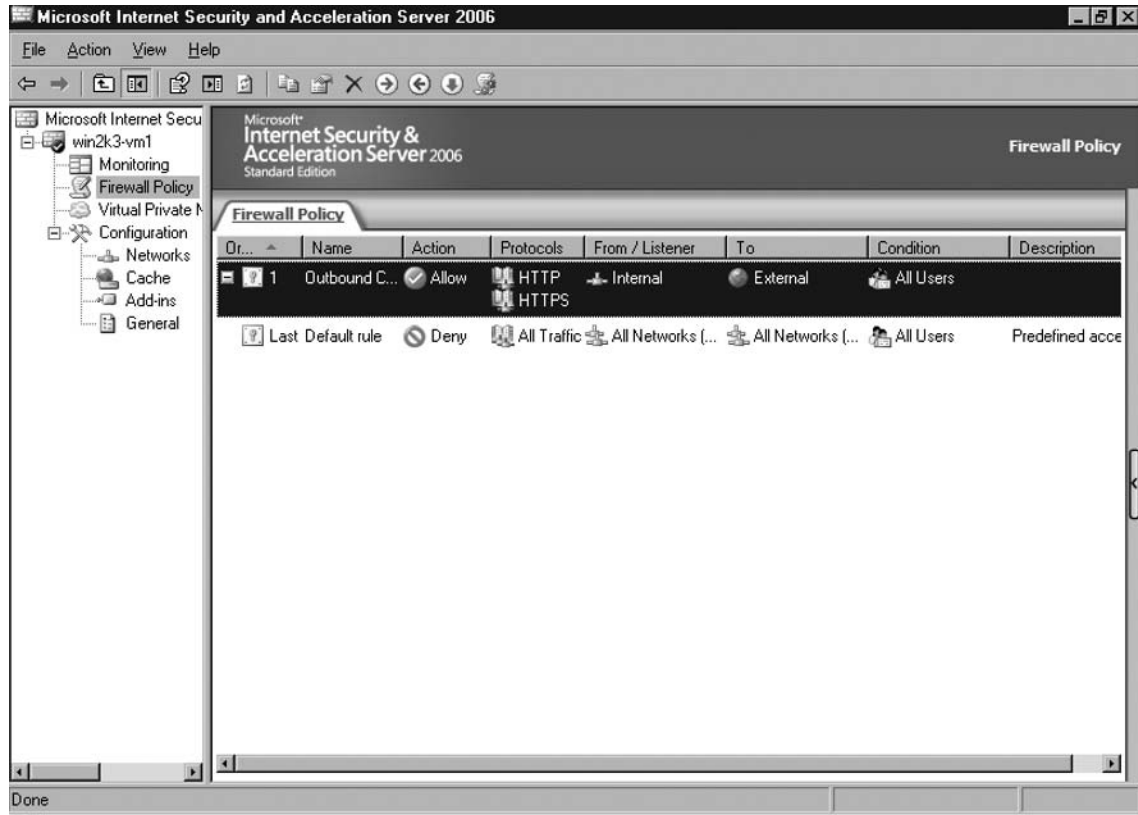 Microsoft Internet Security and Acceleration Server 2006
File Action View Help
Microsoft Internet Secu
win2k3-vm1
Monitoring
Firewall Policy
Virtual Private N
Configuration
Networks
Cache
Add-ins
General
Microsoft
Internet Security &
Acceleration Server 2006
Standard Edition
Firewall Policy
Firewall Policy
Or... Name Action Protocols From / Listener To Condition Description
1 Outbound C... Allow HTTP Internal External All Users
HTTPS
Last Default rule Deny All Traffic All Networks (... All Networks (... All Users Predefined acce
Done